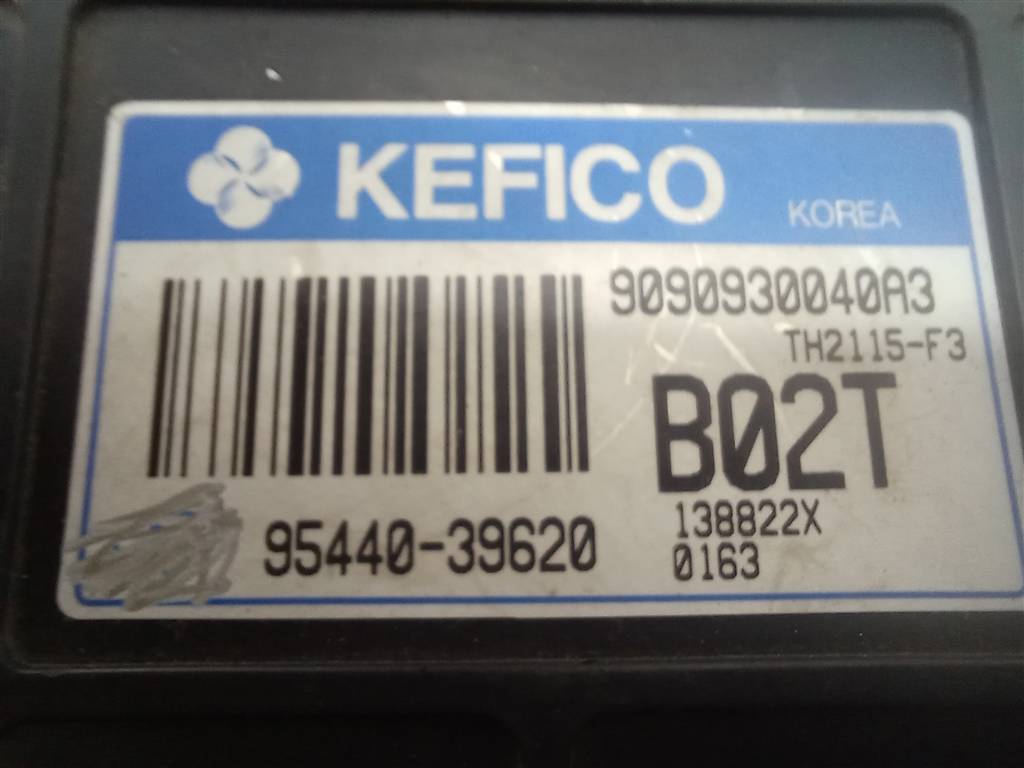 KEFICO
KOREA
9090930040A3
TH2115-F3
B02T
95440-39620
138822X
0163